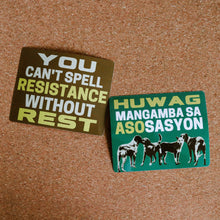 YOU
CAN'T SPELL
RESISTANCE
WITHOUT
REST
HUWAG
MANGAMBA SA
ASOSASYON